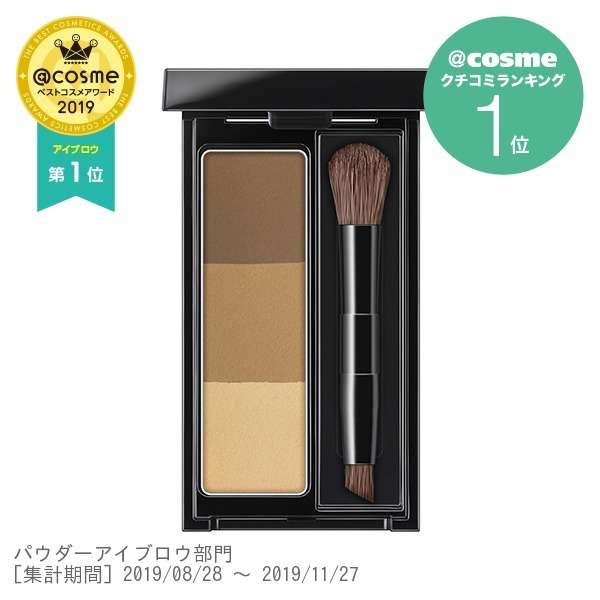 THE BEST COSMETICS AWARDS
@cosme
ベストコスメアワード
2019
THE BEST COSMETICS AWARDS
アイブロウ
第1位
@cosme
クチコミランキング
1位
パウダーアイブロウ部門
[集計期間] 2019/08/28 ～ 2019/11/27